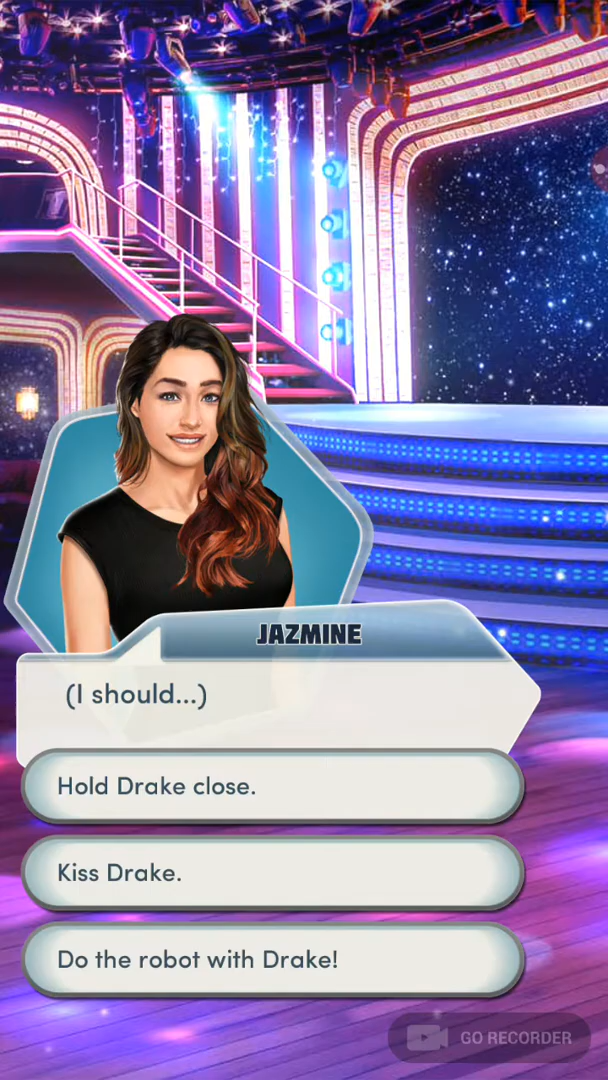 JAZMINE
(I should...)
Hold Drake close.
Kiss Drake.
Do the robot with Drake!
GO RECORDER